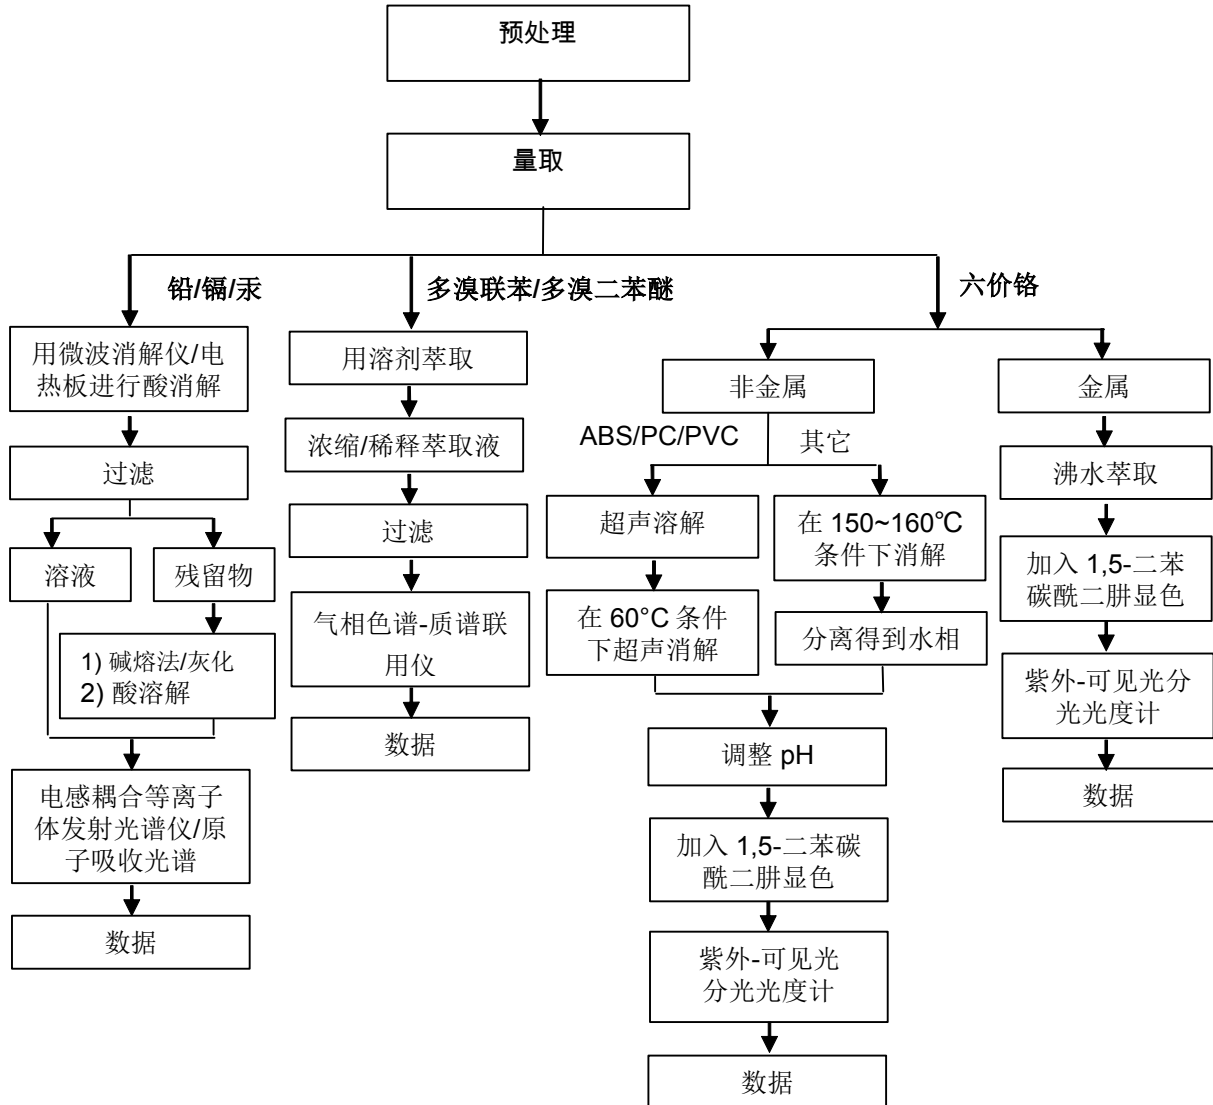 预处理
量取
铅/镉/汞
多溴联苯/多溴二苯醚
六价铬
用微波消解仪/电
热板进行酸消解
过滤
溶液
残留物
1) 碱熔法/灰化
2) 酸溶解
电感耦合等离子
体发射光谱仪/原
子吸收光谱
数据
用溶剂萃取
浓缩/稀释萃取液
过滤
气相色谱-质谱联
用仪
数据
非金属
ABS/PC/PVC
其它
超声溶解
在 60°C 条件
下超声消解
在 150~160℃
条件下消解
分离得到水相
调整 pH
加入 1,5-二苯碳
酰二肼显色
紫外-可见光
分光光度计
数据
金属
沸水萃取
加入 1,5-二苯
碳酰二肼显色
紫外-可见光分
光光度计
数据